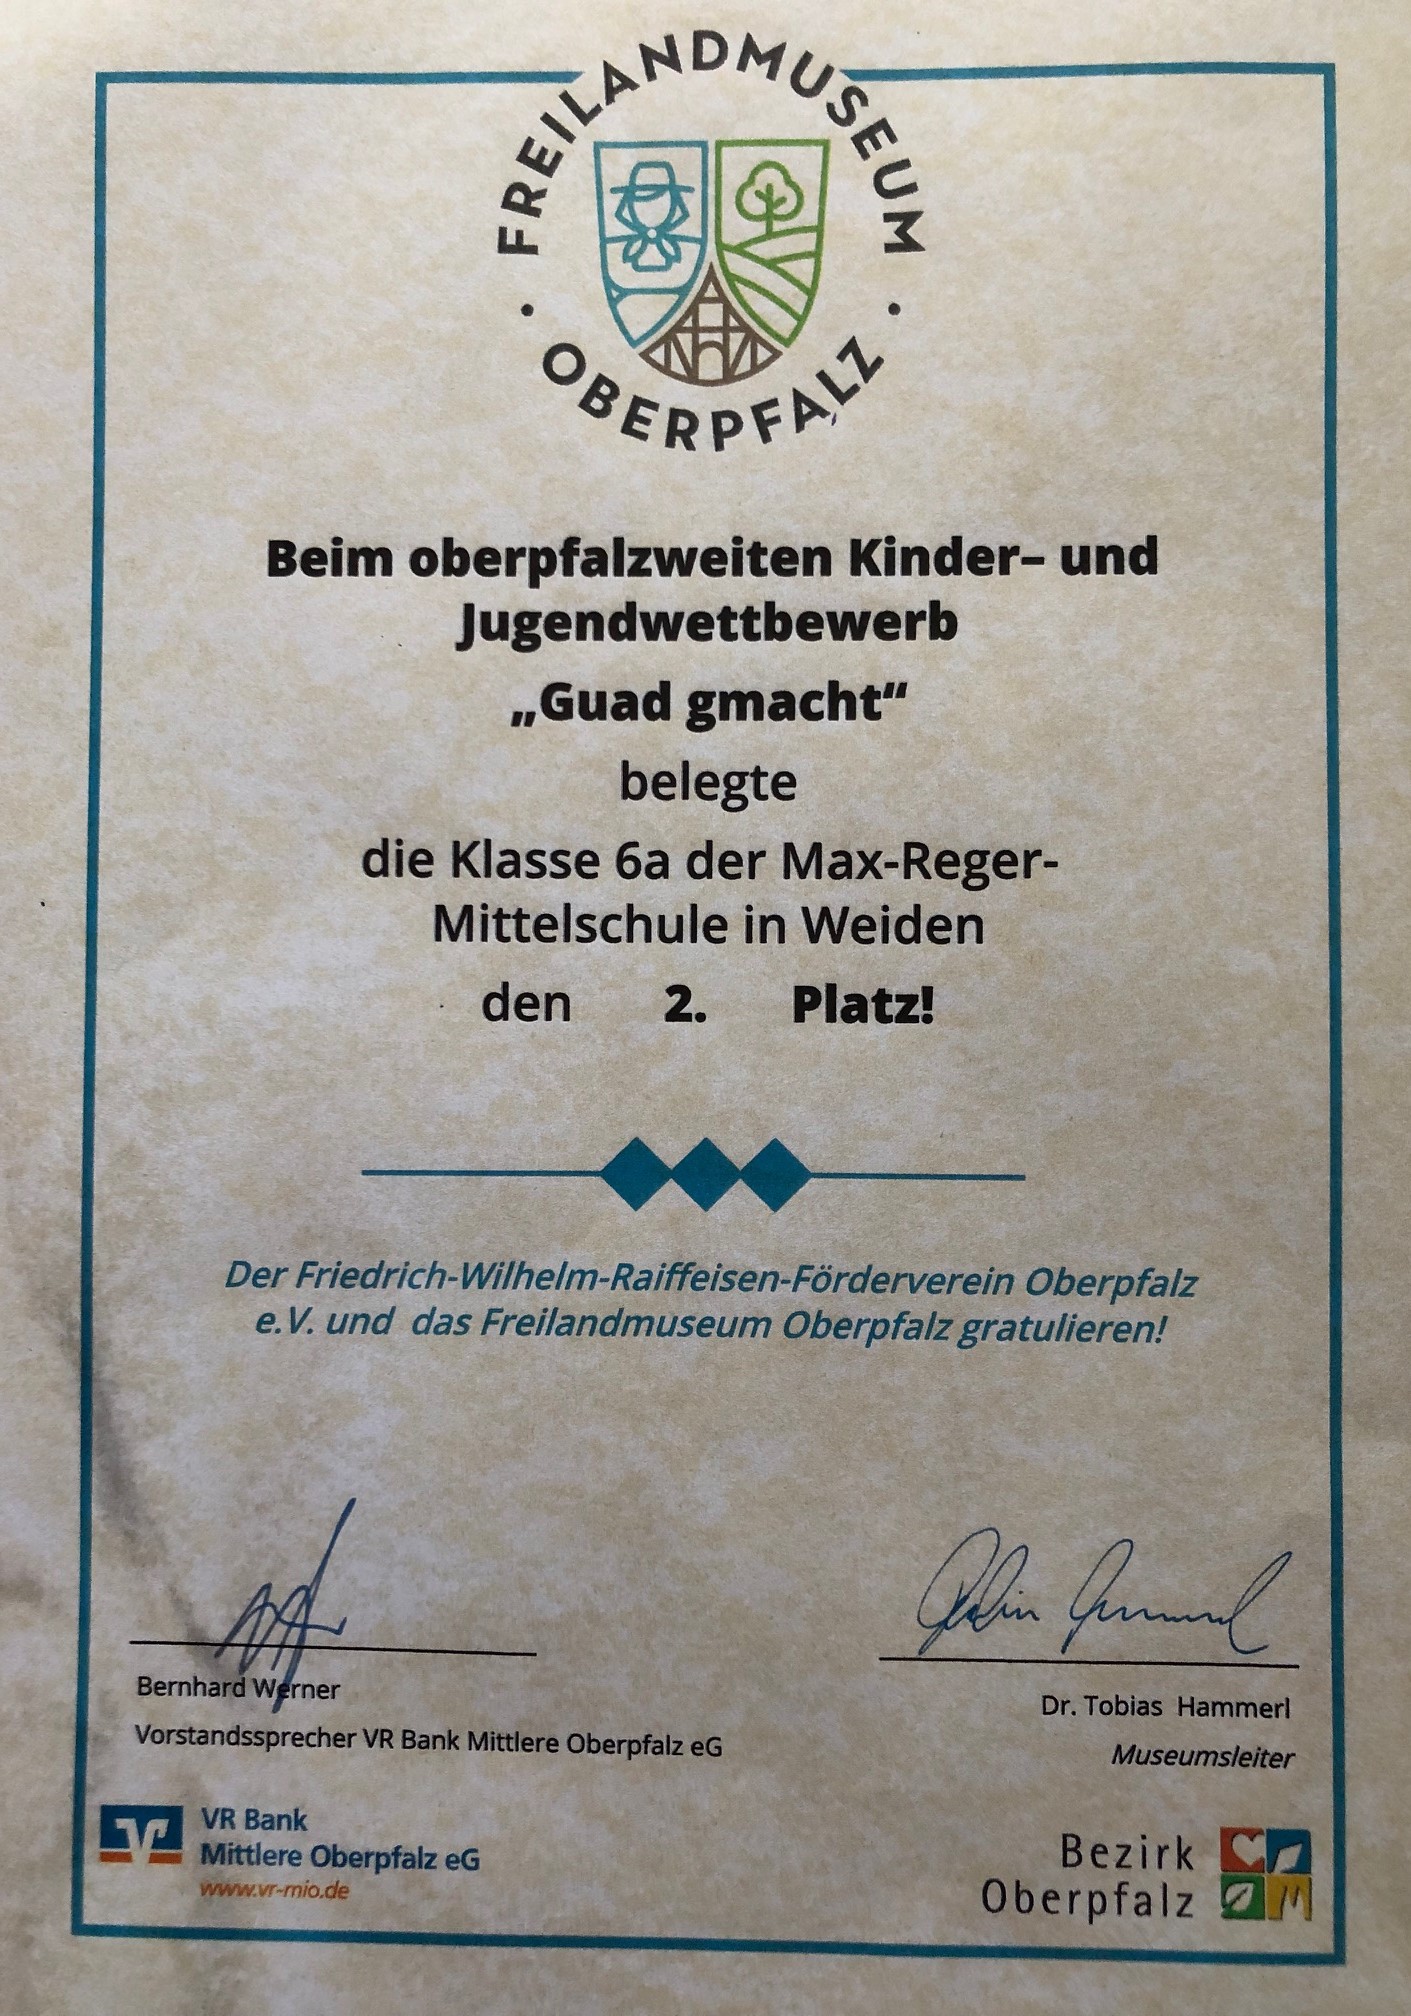 FREILANDMUSEUM
· OBERPFALZ ·
Beim oberpfalzweiten Kinder– und
Jugendwettbewerb
„Guad gmacht“
belegte
die Klasse 6a der Max-Reger-
Mittelschule in Weiden
den 2. Platz!
Der Friedrich-Wilhelm-Raiffeisen-Förderverein Oberpfalz
e.V. und das Freilandmuseum Oberpfalz gratulieren!
Bernhard Werner
Vorstandssprecher VR Bank Mittlere Oberpfalz eG
Dr. Tobias Hammerl
Museumsleiter
VR Bank
Mittlere Oberpfalz eG
www.vr-mio.de
Bezirk
Oberpfalz